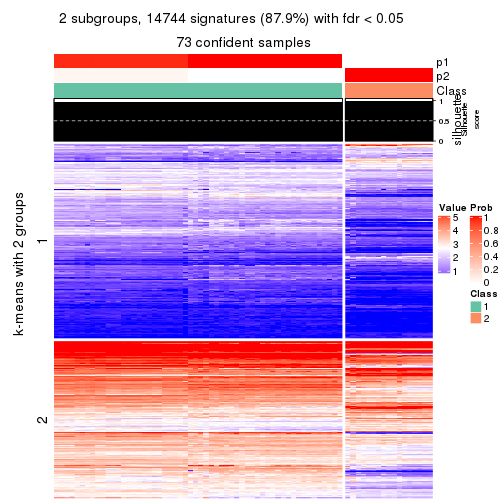 2 subgroups, 14744 signatures (87.9%) with fdr < 0.05
73 confident samples
p1
p2
Class
silhouette
Silhouette
score
1
0.5
0
k-means with 2 groups
1
2
Value
5
4
3
2
1
Prob
1
0.8
0.6
0.4
0.2
0
Class
1
2